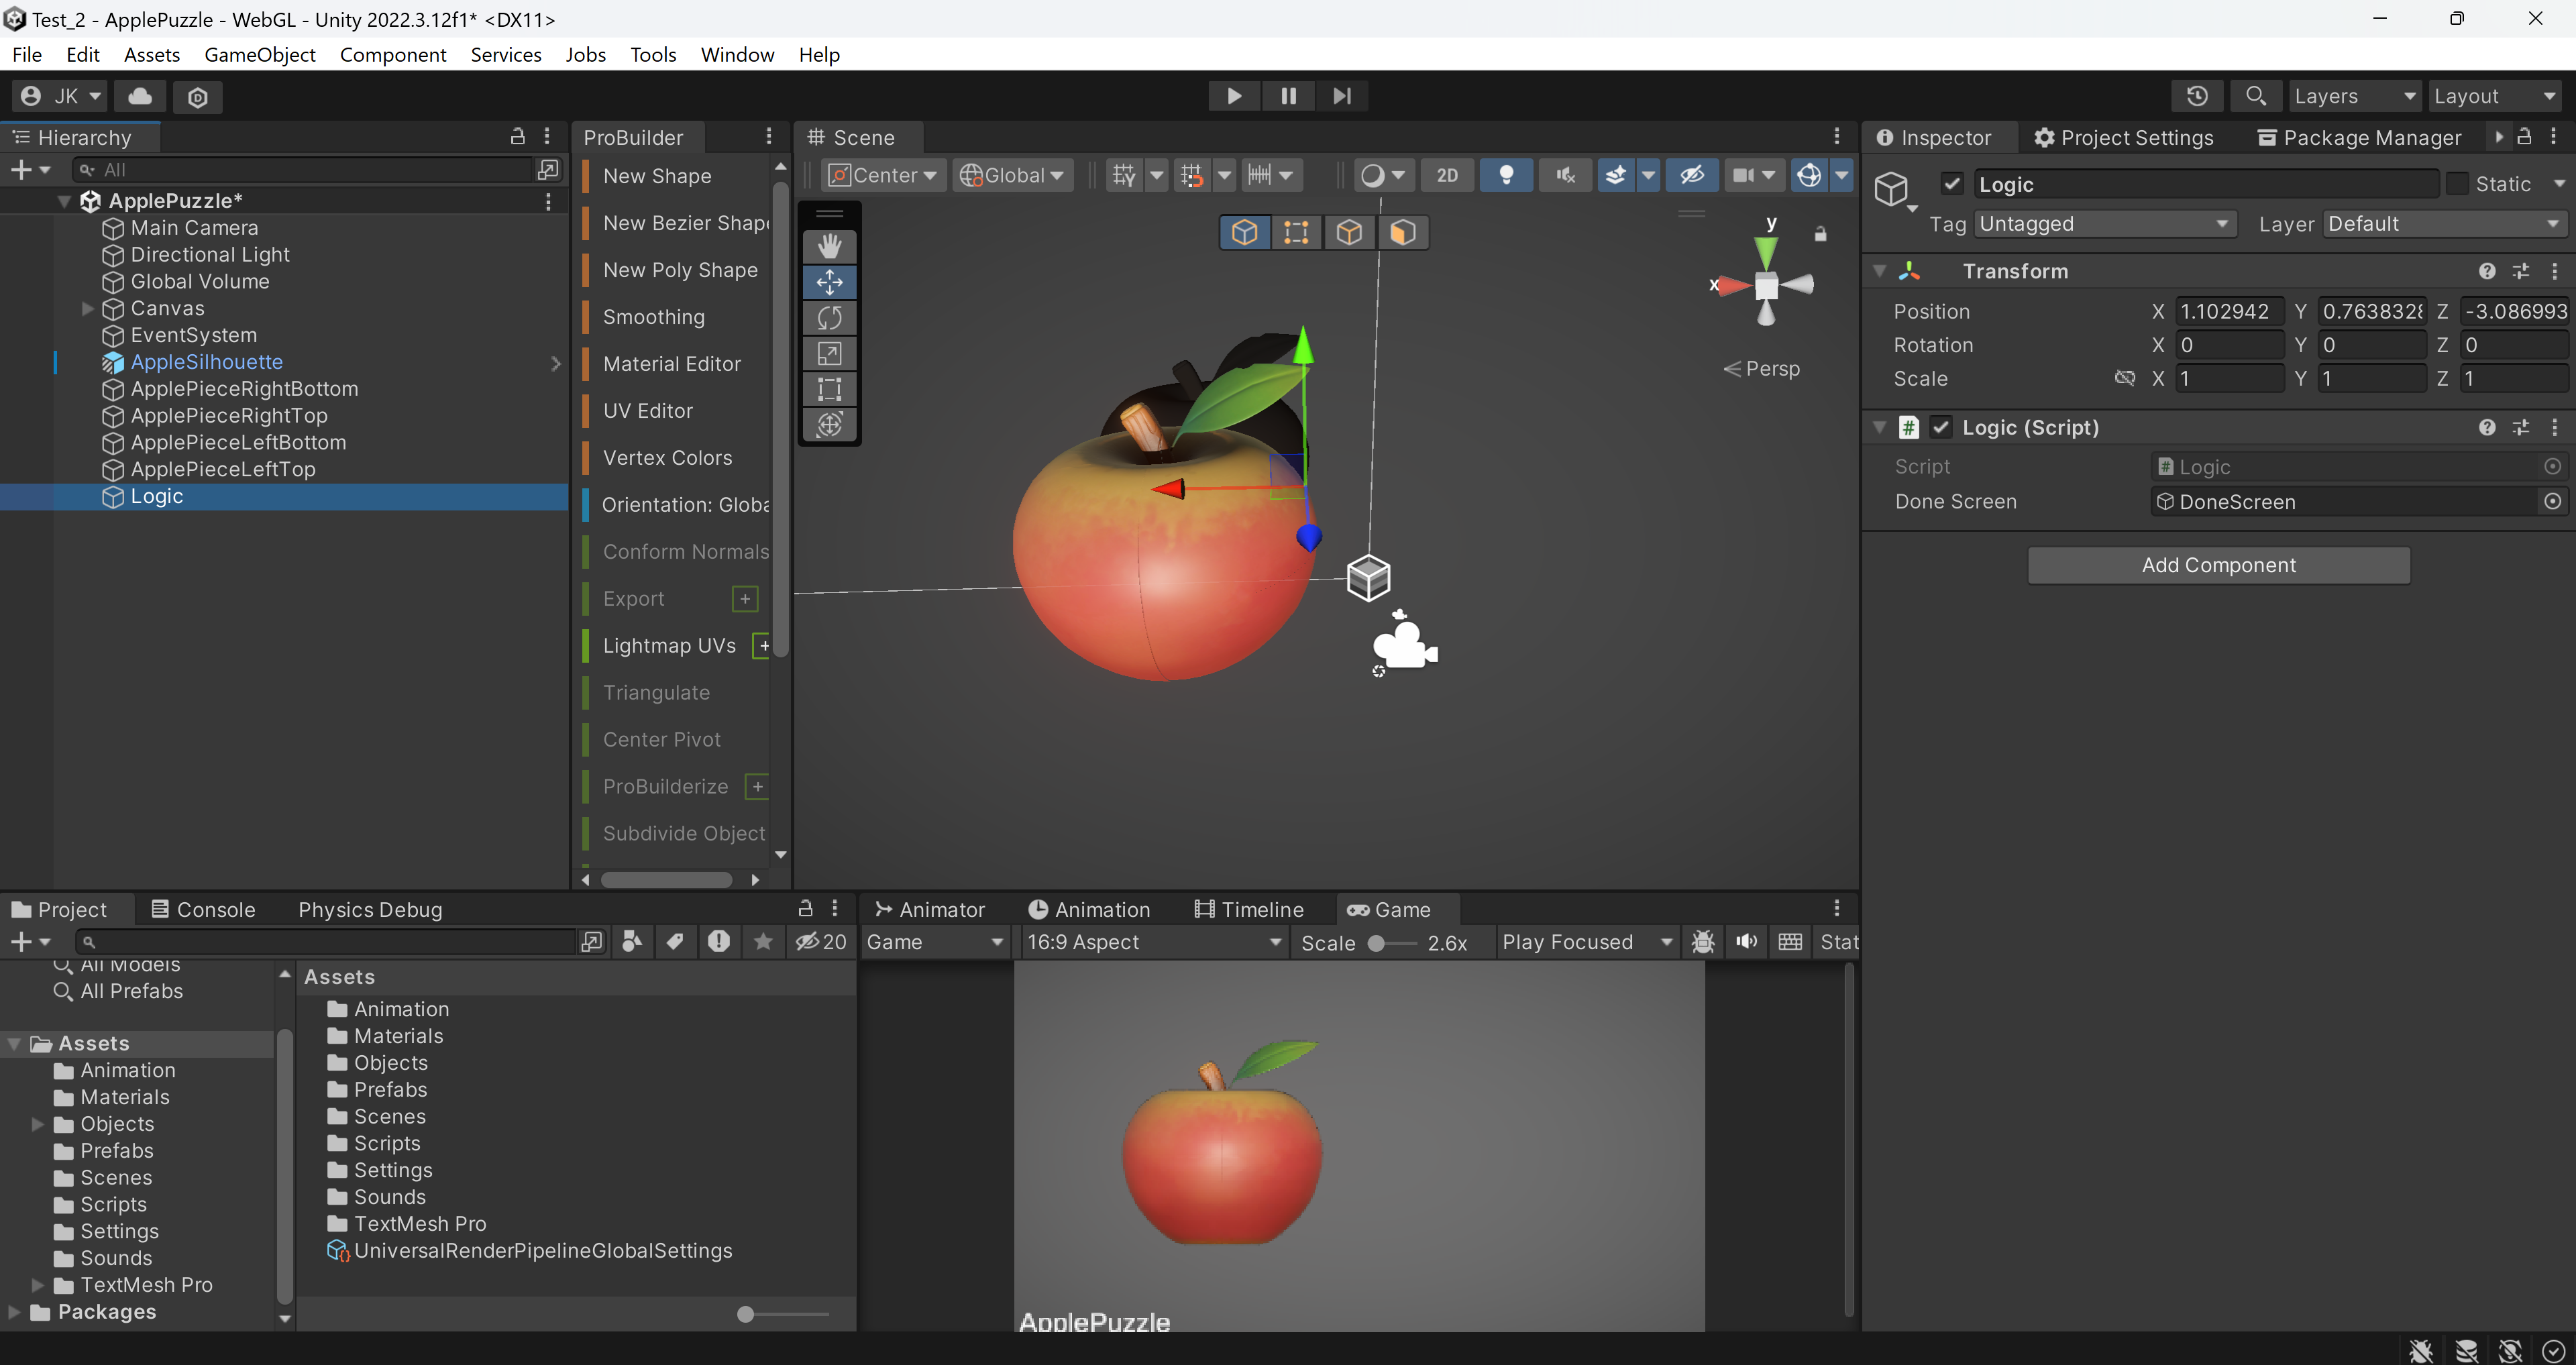 Test_2 - ApplePuzzle - WebGL - Unity 2022.3.12f1* <DX11>
File Edit Assets GameObject Component Services Jobs Tools Window Help
JK
Layers Layout
Hierarchy
All
ApplePuzzle*
Main Camera
Directional Light
Global Volume
Canvas
EventSystem
AppleSilhouette
ApplePieceRightBottom
ApplePieceRightTop
ApplePieceLeftBottom
ApplePieceLeftTop
Logic
ProBuilder
New Shape
New Bezier Shape
New Poly Shape
Smoothing
Material Editor
UV Editor
Vertex Colors
Orientation: Globa
Conform Normals
Export +
Lightmap UVs +
Triangulate
Center Pivot
ProBuilderize +
Subdivide Object
Scene
Center Global 2D
y
x
Persp
Inspector Project Settings Package Manager
Logic Static
Tag Untagged Layer Default
Transform
Position X 1.102942 Y 0.7638328 Z -3.086993
Rotation X 0 Y 0 Z 0
Scale X 1 Y 1 Z 1
# Logic (Script)
Script # Logic
Done Screen DoneScreen
Add Component
Project Console Physics Debug
20
All Models
All Prefabs
Assets
Animation
Materials
Objects
Prefabs
Scenes
Scripts
Settings
Sounds
TextMesh Pro
Packages
Assets
Animation
Materials
Objects
Prefabs
Scenes
Scripts
Settings
Sounds
TextMesh Pro
UniversalRenderPipelineGlobalSettings
Animator Animation Timeline Game
Game 16:9 Aspect Scale 2.6x Play Focused Stat
ApplePuzzle